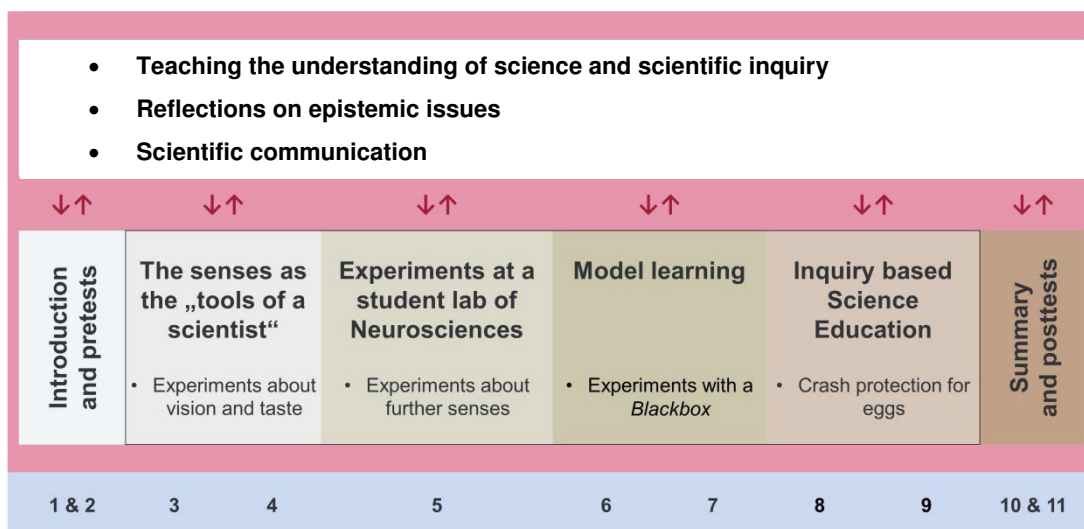 • Teaching the understanding of science and scientific inquiry
• Reflections on epistemic issues
• Scientific communication
↓↑ ↓↑ ↓↑ ↓↑ ↓↑ ↓↑
Introduction
and pretests
The senses as
the „tools of a
scientist“
• Experiments about
vision and taste
Experiments at a
student lab of
Neurosciences
• Experiments about
further senses
Model learning
• Experiments with a
Blackbox
Inquiry based
Science
Education
• Crash protection for
eggs
Summary
and posttests
1 & 2 3 4 5 6 7 8 9 10 & 11